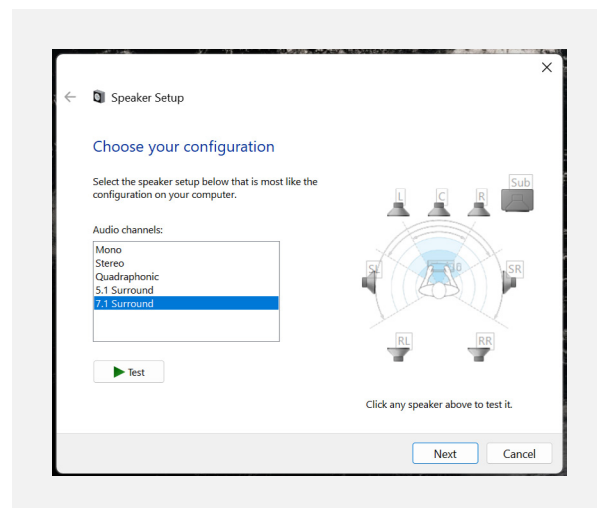 Speaker Setup
Choose your configuration
Select the speaker setup below that is most like the
configuration on your computer.
Audio channels:
Mono
Stereo
Quadraphonic
5.1 Surround
7.1 Surround
Test
L C R Sub
SL SR
RL RR
Click any speaker above to test it.
Next Cancel